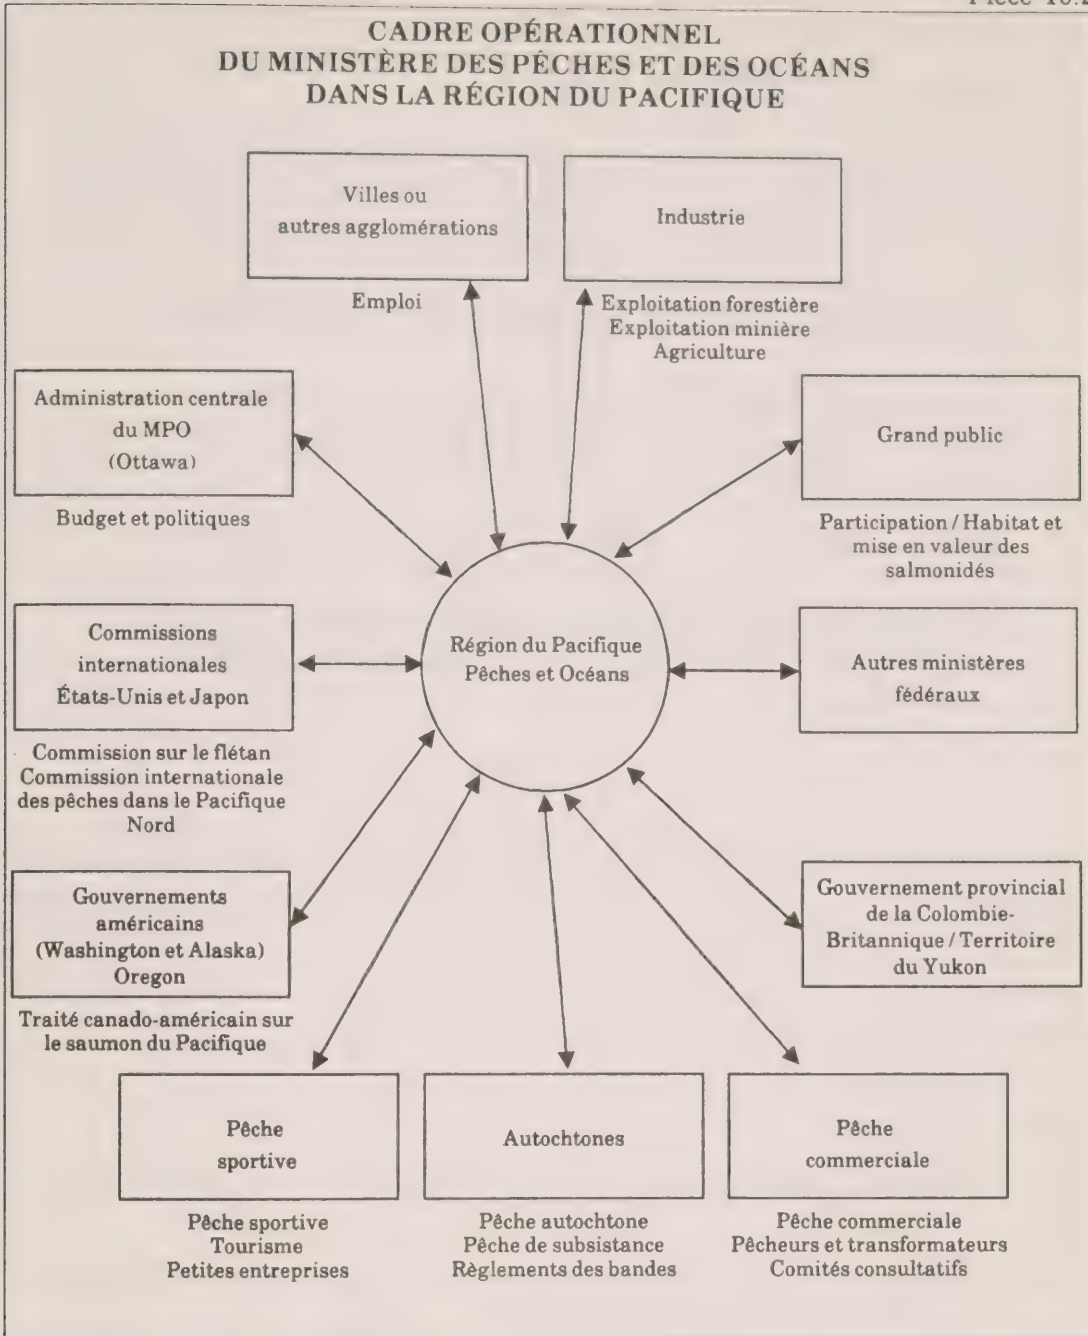 CADRE OPÉRATIONNEL
DU MINISTÈRE DES PÊCHES ET DES OCÉANS
DANS LA RÉGION DU PACIFIQUE
Villes ou
autres agglomérations
Emploi
Industrie
Exploitation forestière
Exploitation minière
Agriculture
Administration centrale
du MPO
(Ottawa)
Budget et politiques
Grand public
Participation / Habitat et
mise en valeur des
salmonidés
Commissions
internationales
États-Unis et Japon
Commission sur le flétan
Commission internationale
des pêches dans le Pacifique
Nord
Région du Pacifique
Pêches et Océans
Autres ministères
fédéraux
Gouvernements
américains
(Washington et Alaska)
Oregon
Traité canado-américain sur
le saumon du Pacifique
Gouvernement provincial
de la Colombie-
Britannique / Territoire
du Yukon
Pêche
sportive
Pêche sportive
Tourisme
Petites entreprises
Autochtones
Pêche autochtone
Pêche de subsistance
Règlements des bandes
Pêche
commerciale
Pêche commerciale
Pêcheurs et transformateurs
Comités consultatifs